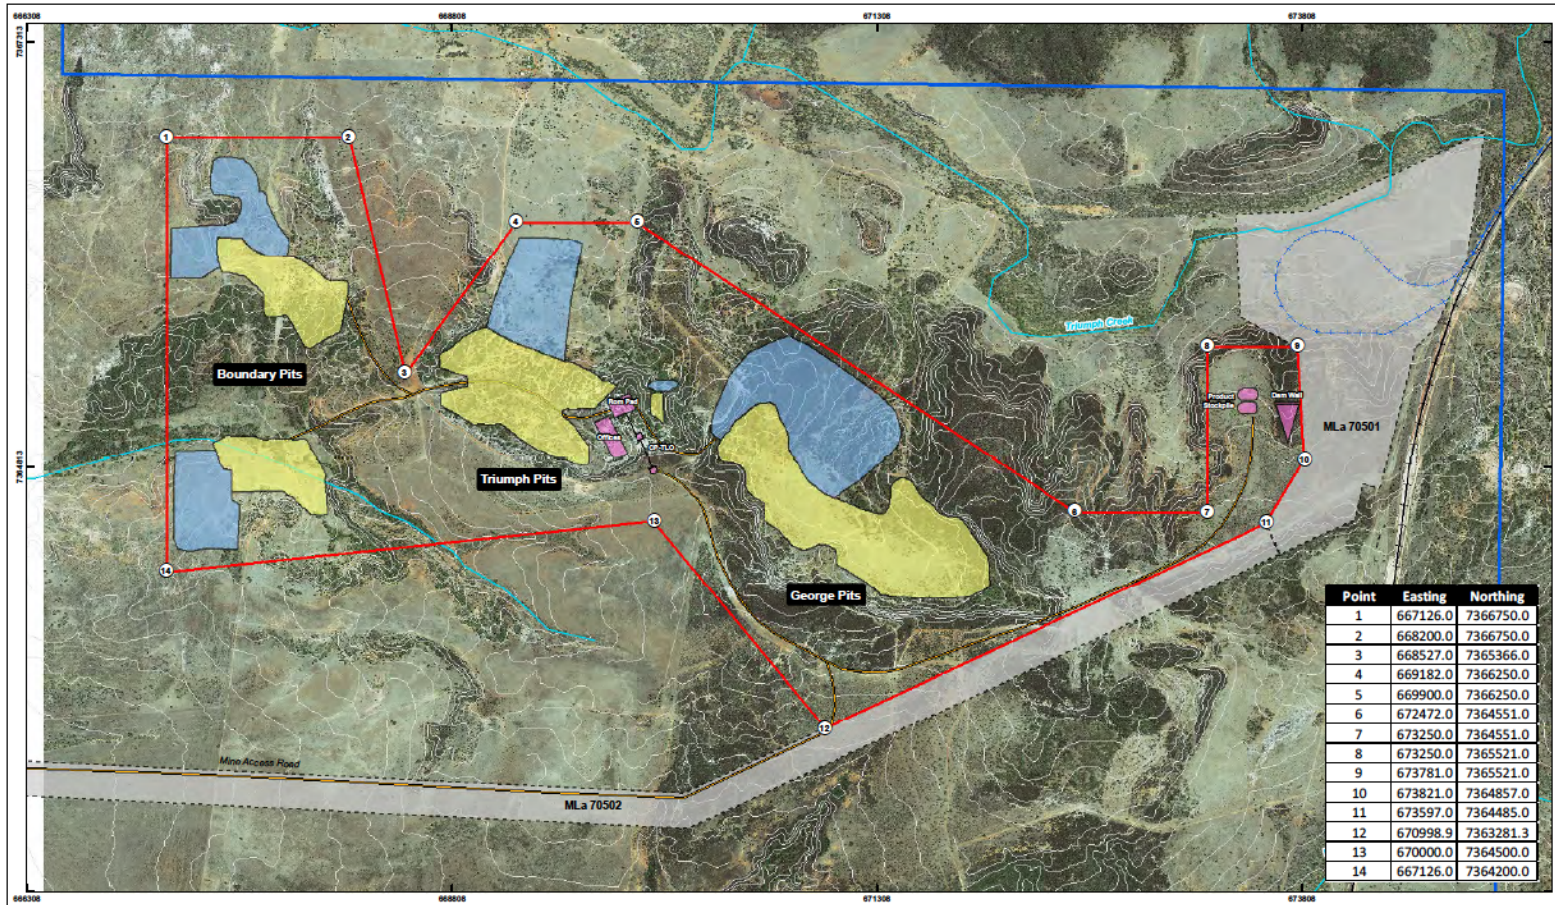 666308 668808 671308 673808
7367313
1 2
4 5
Triumph Creek
8 9
Boundary Pits
3
Rom Pad
Product Stockpile
Dam Wall
MLa 70501
Offices
CP-TLO
7364813
10
Triumph Pits
6 7
13 11
14
George Pits
12
Mine Access Road
MLa 70502
Point Easting Northing
1 667126.0 7366750.0
2 668200.0 7366750.0
3 668527.0 7365366.0
4 669182.0 7366250.0
5 669900.0 7366250.0
6 672472.0 7364551.0
7 673250.0 7364551.0
8 673250.0 7365521.0
9 673781.0 7365521.0
10 673821.0 7364857.0
11 673597.0 7364485.0
12 670998.9 7363281.3
13 670000.0 7364500.0
14 667126.0 7364200.0
666308 668808 671308 673808